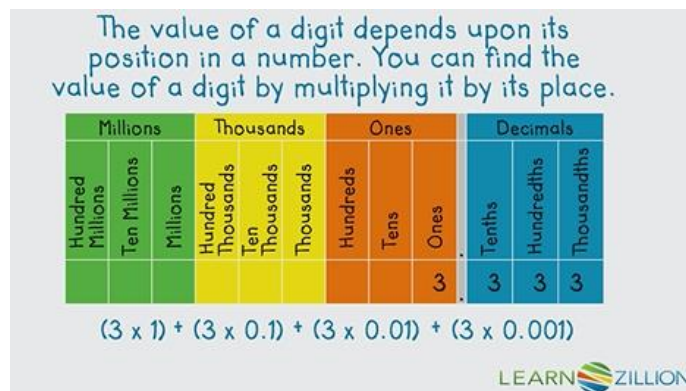 The value of a digit depends upon its
position in a number. You can find the
value of a digit by multiplying it by its place.
Millions Thousands Ones Decimals
Hundred Millions Ten Millions Millions Hundred Thousands Ten Thousands Thousands Hundreds Tens Ones . Tenths Hundredths Thousandths
3 . 3 3 3
(3 x 1) + (3 x 0.1) + (3 x 0.01) + (3 x 0.001)
LEARN ZILLION